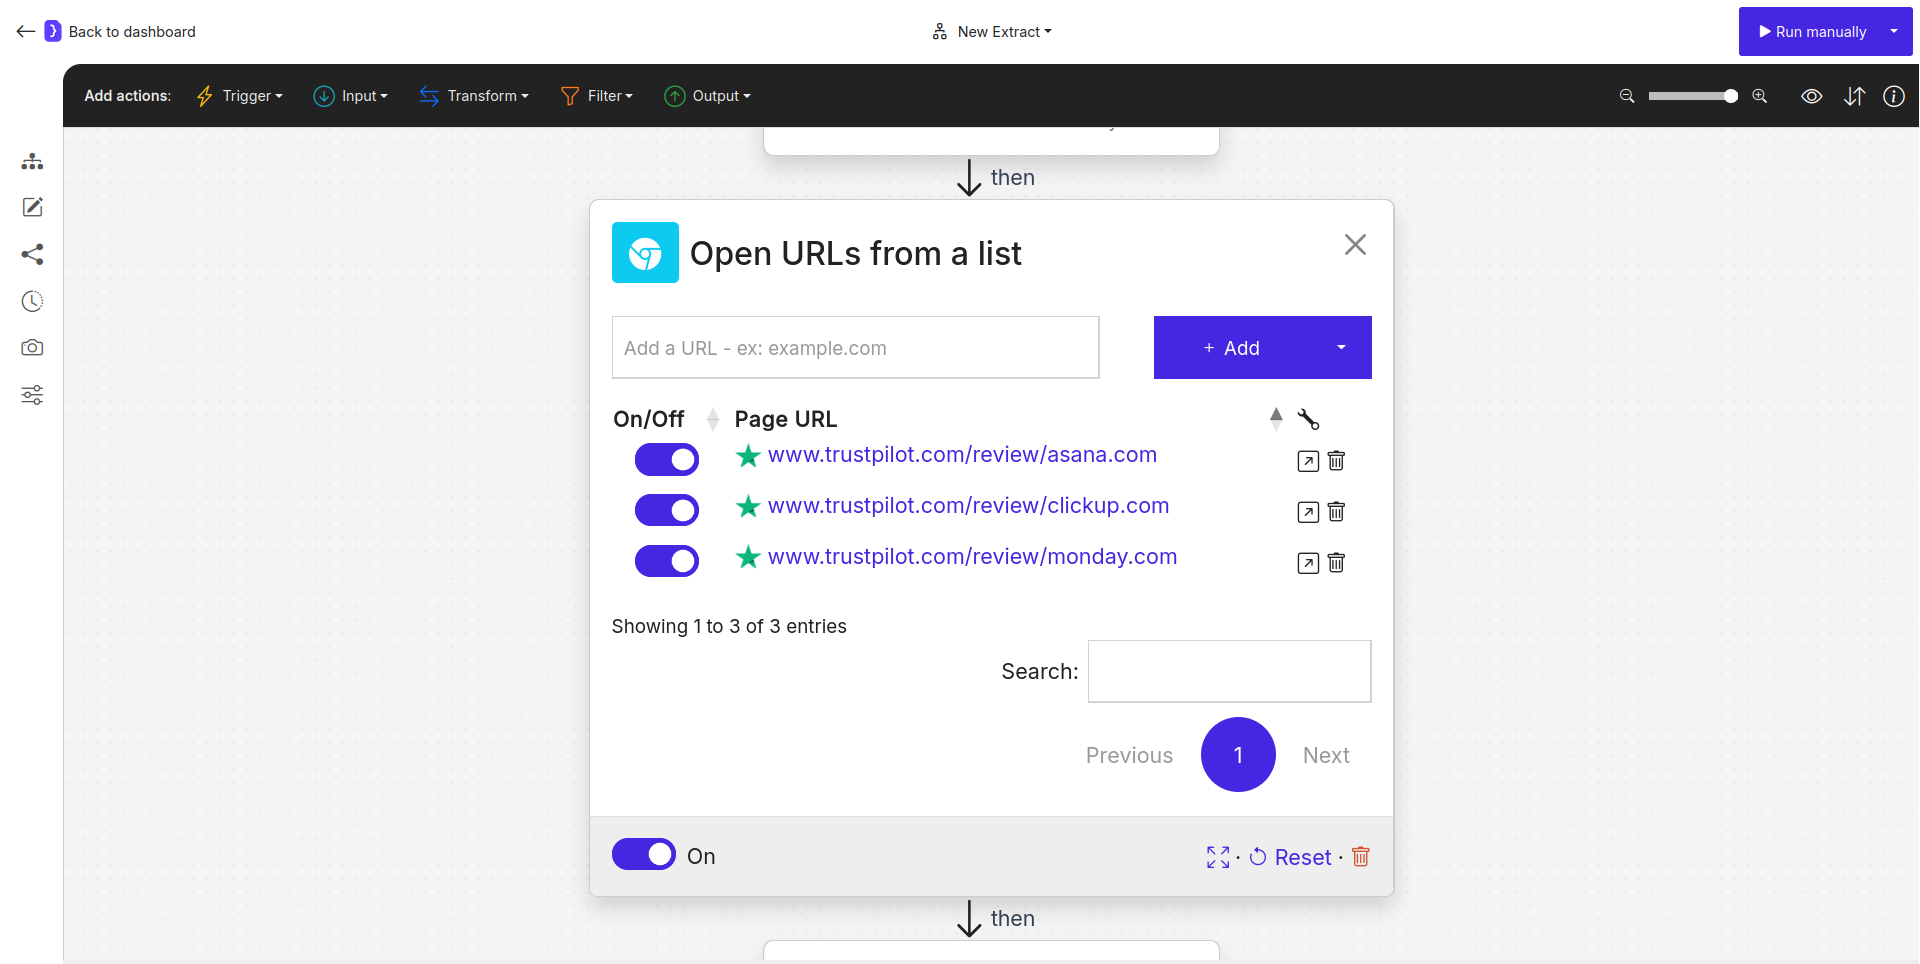 Back to dashboard
New Extract
Run manually
Add actions:
Trigger
Input
Transform
Filter
Output
then
Open URLs from a list
Add a URL - ex: example.com
+ Add
On/Off
Page URL
www.trustpilot.com/review/asana.com
www.trustpilot.com/review/clickup.com
www.trustpilot.com/review/monday.com
Showing 1 to 3 of 3 entries
Search:
Previous
1
Next
On
· Reset ·
then